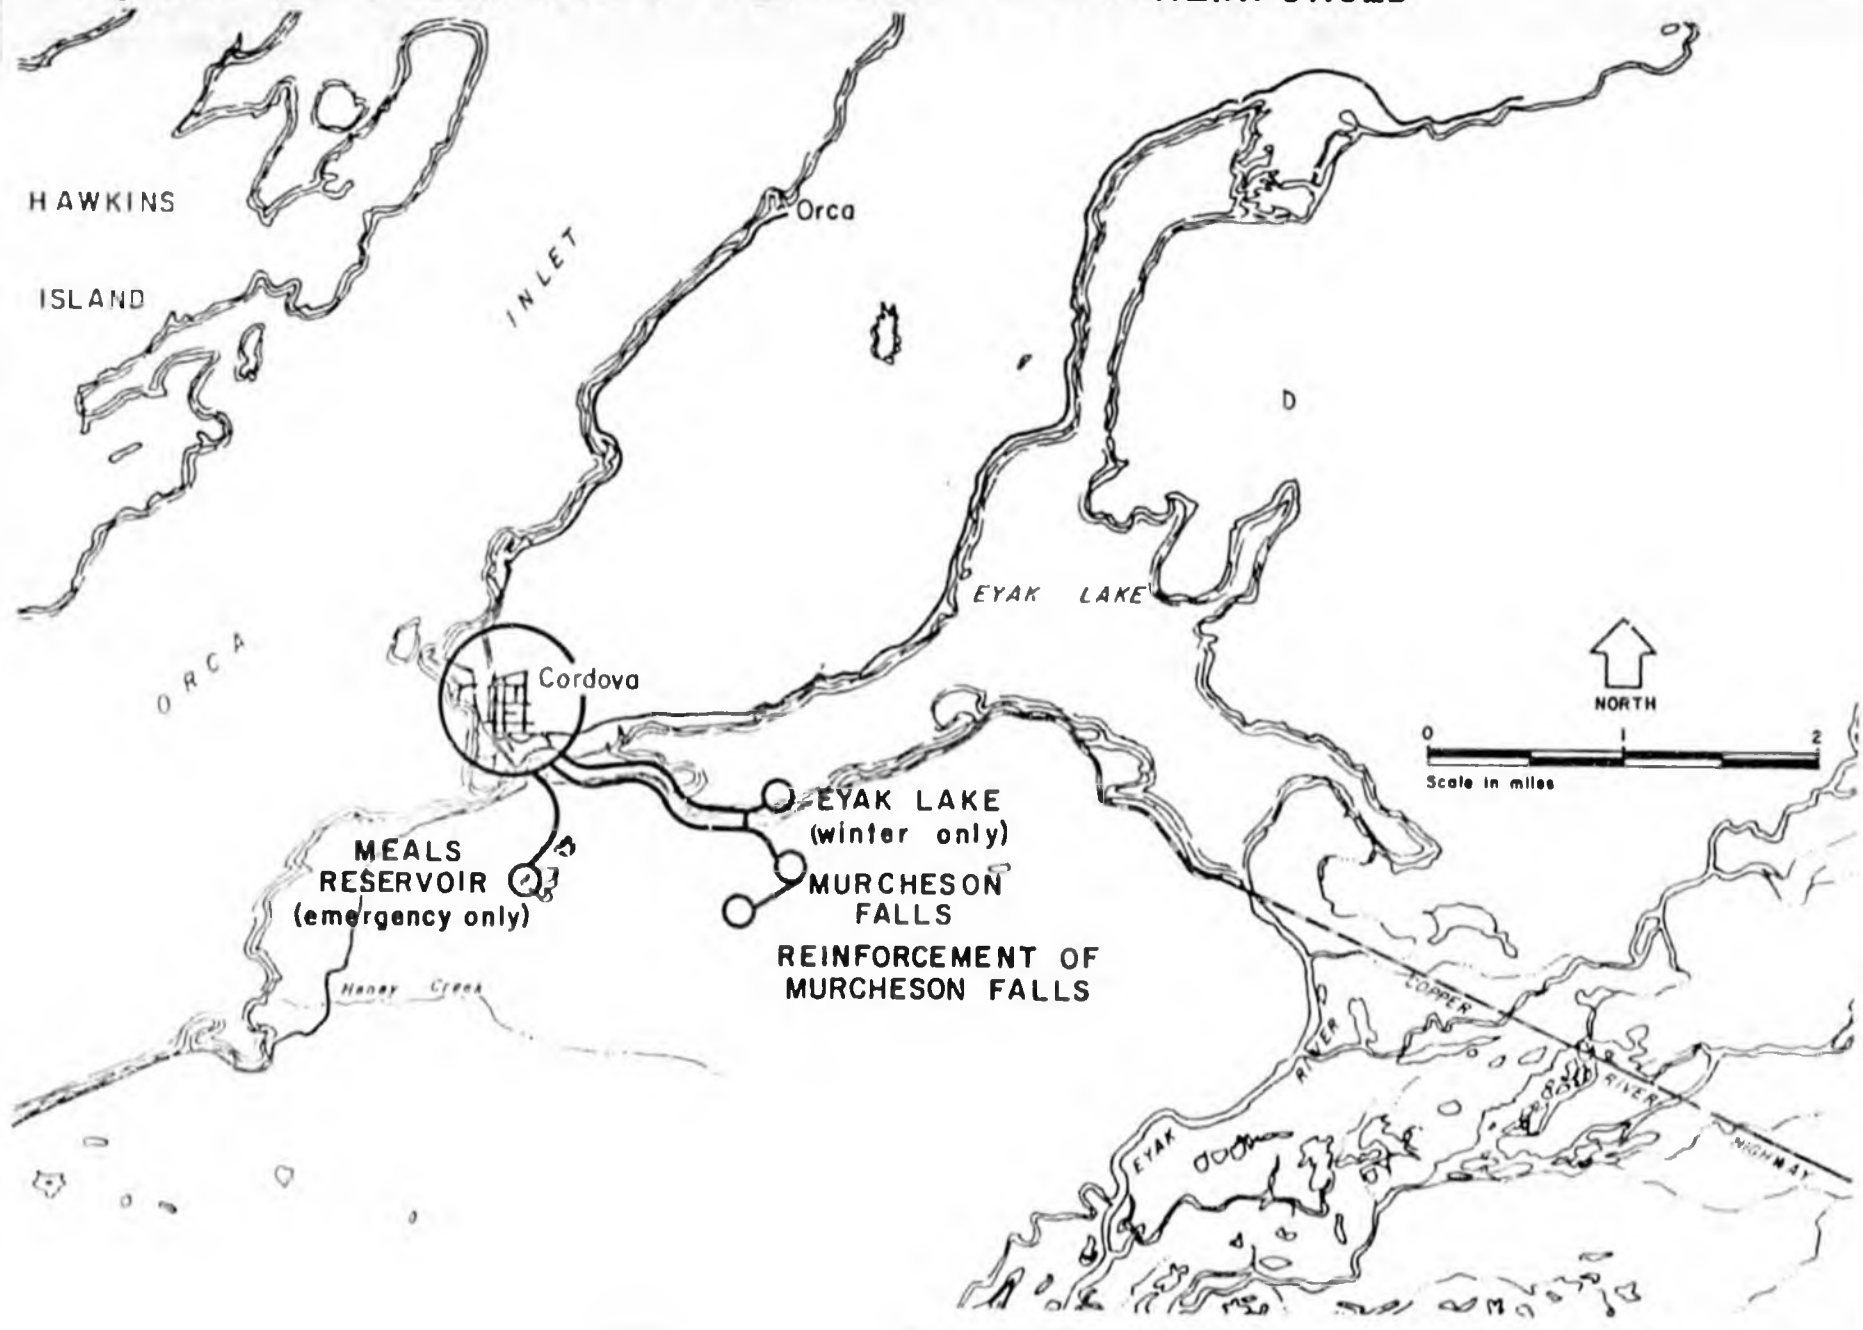 HAWKINS
ISLAND
INLET
Orca
D
EYAK LAKE
ORCA
Cordova
NORTH
0 1 2
Scale in miles
EYAK LAKE
(winter only)
MEALS
RESERVOIR
(emergency only)
MURCHESON
FALLS
REINFORCEMENT OF
MURCHESON FALLS
Heney Creek
COPPER
RIVER
HIGHWAY
EYAK
RIVER